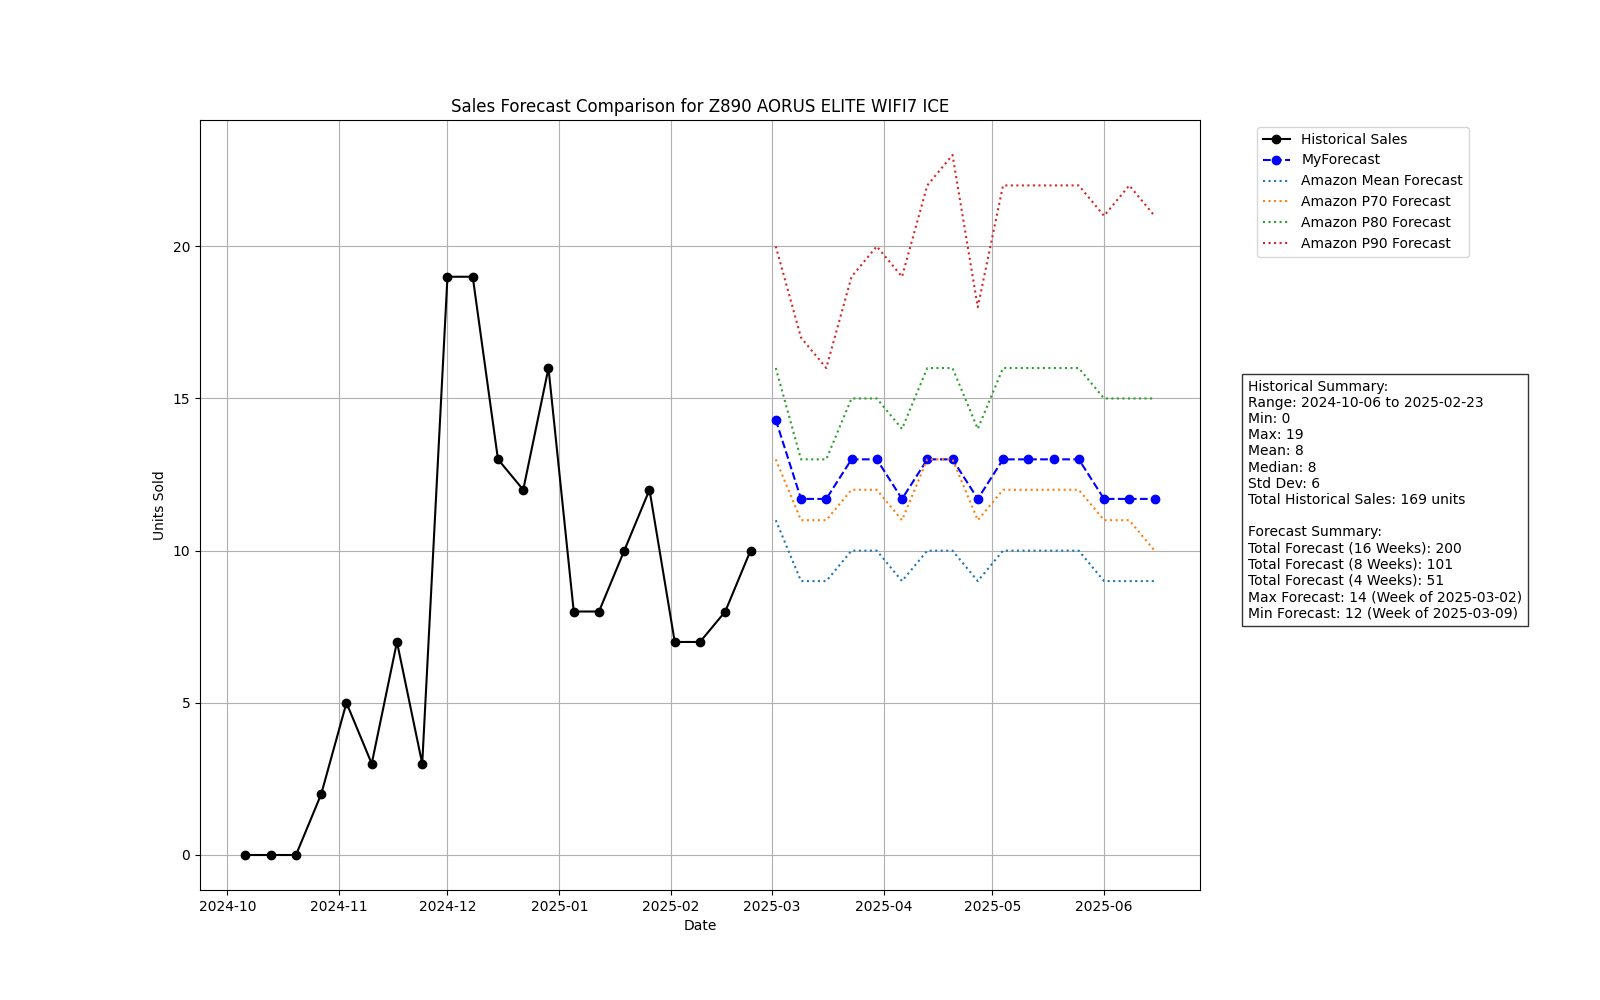 Sales Forecast Comparison for Z890 AORUS ELITE WIFI7 ICE
Units Sold
20
15
10
5
0
2024-10
2024-11
2024-12
2025-01
2025-02
2025-03
2025-04
2025-05
2025-06
Date
Historical Sales
MyForecast
Amazon Mean Forecast
Amazon P70 Forecast
Amazon P80 Forecast
Amazon P90 Forecast
Historical Summary:
Range: 2024-10-06 to 2025-02-23
Min: 0
Max: 19
Mean: 8
Median: 8
Std Dev: 6
Total Historical Sales: 169 units
Forecast Summary:
Total Forecast (16 Weeks): 200
Total Forecast (8 Weeks): 101
Total Forecast (4 Weeks): 51
Max Forecast: 14 (Week of 2025-03-02)
Min Forecast: 12 (Week of 2025-03-09)